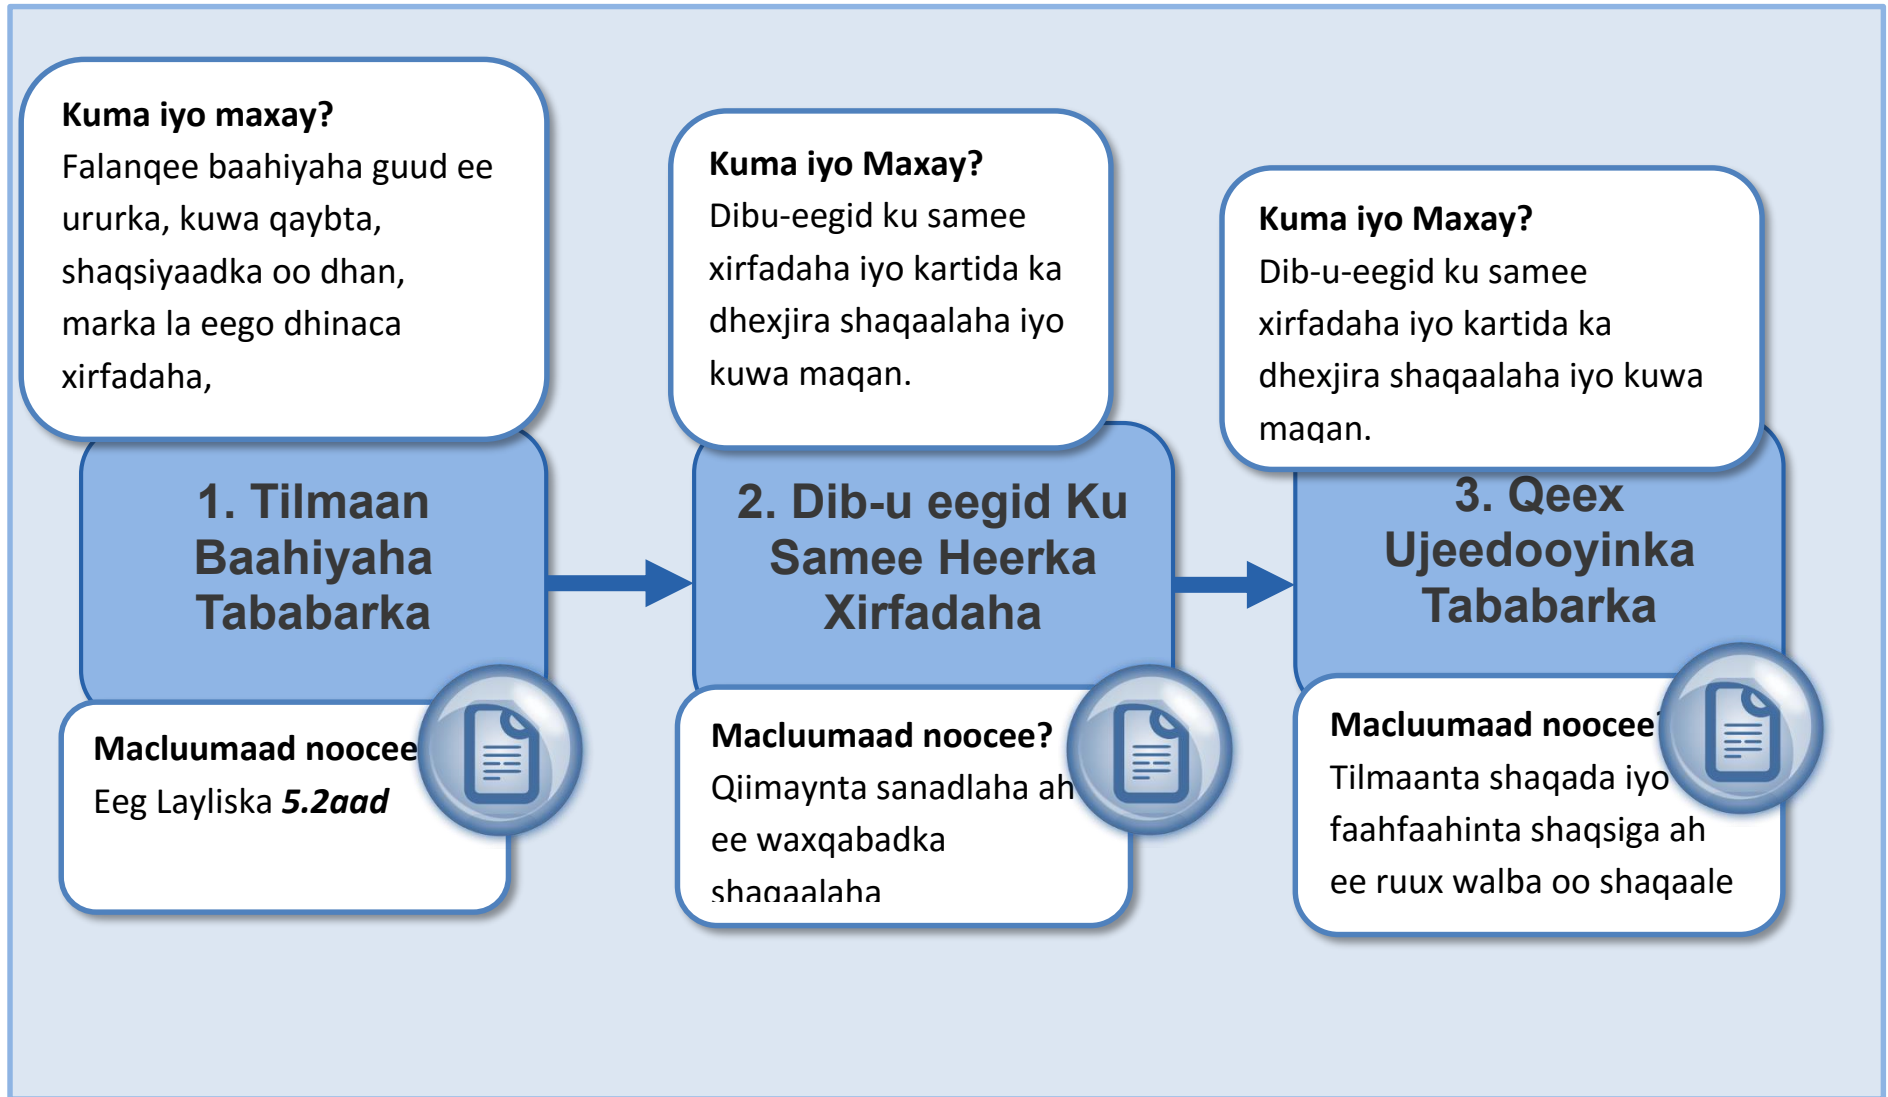 Kuma iyo maxay?
Falanqee baahiyaha guud ee
ururka, kuwa qaybta,
shaqsiyaadka oo dhan,
marka la eego dhinaca
xirfadaha,
1. Tilmaan
Baahiyaha
Tababarka
Macluumaad noocee
Eeg Layliska 5.2aad
Kuma iyo Maxay?
Dibu-eegid ku samee
xirfadaha iyo kartida ka
dhexjira shaqaalaha iyo
kuwa maqan.
2. Dib-u eegid Ku
Samee Heerka
Xirfadaha
Macluumaad noocee?
Qiimaynta sanadlaha ah
ee waxqabadka
shaqaalaha
Kuma iyo Maxay?
Dib-u-eegid ku samee
xirfadaha iyo kartida ka
dhexjira shaqaalaha iyo kuwa
maqan.
3. Qeex
Ujeedooyinka
Tababarka
Macluumaad noocee?
Tilmaanta shaqada iyo
faahfaahinta shaqsiga ah
ee ruux walba oo shaqaale